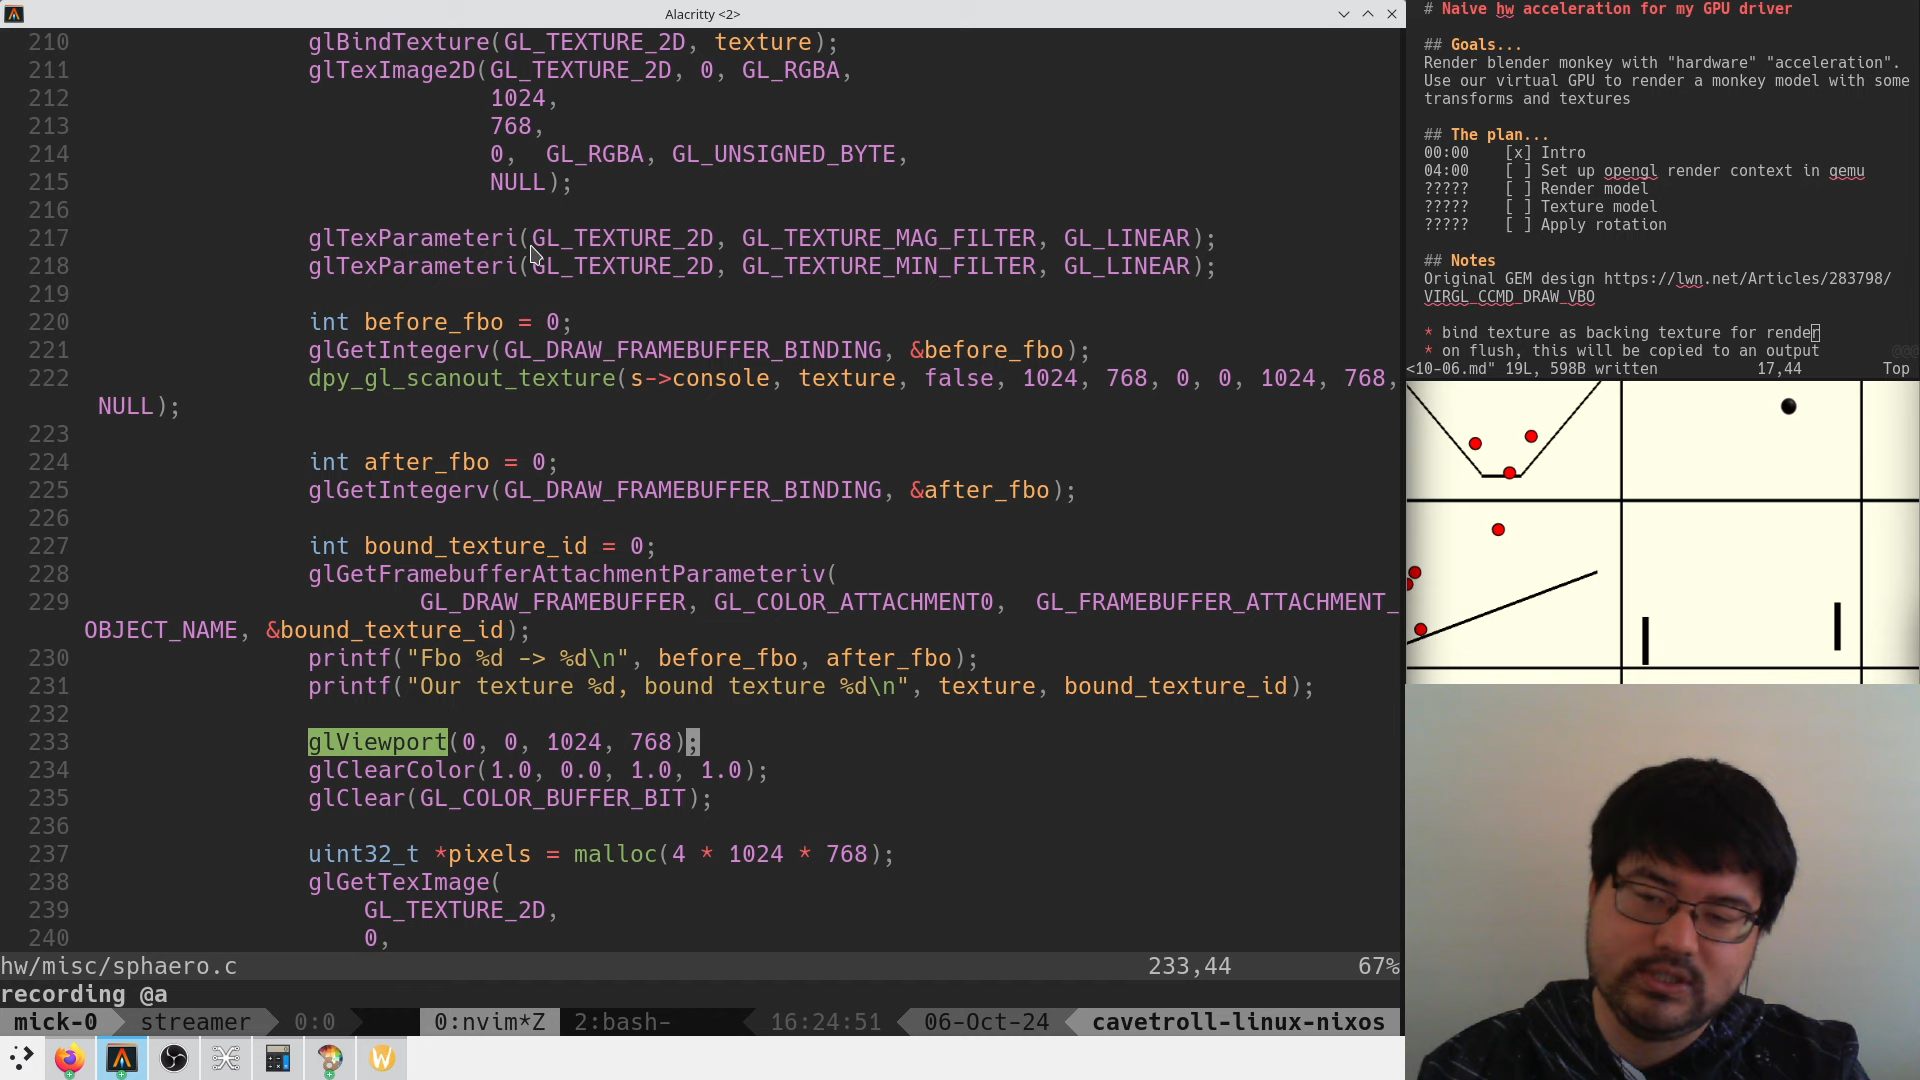 Alacritty <2>
210 glBindTexture(GL_TEXTURE_2D, texture);
211 glTexImage2D(GL_TEXTURE_2D, 0, GL_RGBA,
212 1024,
213 768,
214 0,  GL_RGBA, GL_UNSIGNED_BYTE,
215 NULL);
216
217 glTexParameteri(GL_TEXTURE_2D, GL_TEXTURE_MAG_FILTER, GL_LINEAR);
218 glTexParameteri(GL_TEXTURE_2D, GL_TEXTURE_MIN_FILTER, GL_LINEAR);
219
220 int before_fbo = 0;
221 glGetIntegerv(GL_DRAW_FRAMEBUFFER_BINDING, &before_fbo);
222 dpy_gl_scanout_texture(s->console, texture, false, 1024, 768, 0, 0, 1024, 768,
NULL);
223
224 int after_fbo = 0;
225 glGetIntegerv(GL_DRAW_FRAMEBUFFER_BINDING, &after_fbo);
226
227 int bound_texture_id = 0;
228 glGetFramebufferAttachmentParameteriv(
229 GL_DRAW_FRAMEBUFFER, GL_COLOR_ATTACHMENT0,  GL_FRAMEBUFFER_ATTACHMENT_
OBJECT_NAME, &bound_texture_id);
230 printf("Fbo %d -> %d\n", before_fbo, after_fbo);
231 printf("Our texture %d, bound texture %d\n", texture, bound_texture_id);
232
233 glViewport(0, 0, 1024, 768);
234 glClearColor(1.0, 0.0, 1.0, 1.0);
235 glClear(GL_COLOR_BUFFER_BIT);
236
237 uint32_t *pixels = malloc(4 * 1024 * 768);
238 glGetTexImage(
239 GL_TEXTURE_2D,
240 0,
hw/misc/sphaero.c 233,44 67%
recording @a
mick-0 streamer 0:0 0:nvim*Z 2:bash- 16:24:51 06-Oct-24 cavetroll-linux-nixos
# Naive hw acceleration for my GPU driver
## Goals...
Render blender monkey with "hardware" "acceleration".
Use our virtual GPU to render a monkey model with some
transforms and textures
## The plan...
00:00 [x] Intro
04:00 [ ] Set up opengl render context in qemu
????? [ ] Render model
????? [ ] Texture model
????? [ ] Apply rotation
## Notes
Original GEM design https://lwn.net/Articles/283798/
VIRGL_CCMD_DRAW_VBO
* bind texture as backing texture for render
* on flush, this will be copied to an output
@@@
<10-06.md" 19L, 598B written 17,44 Top